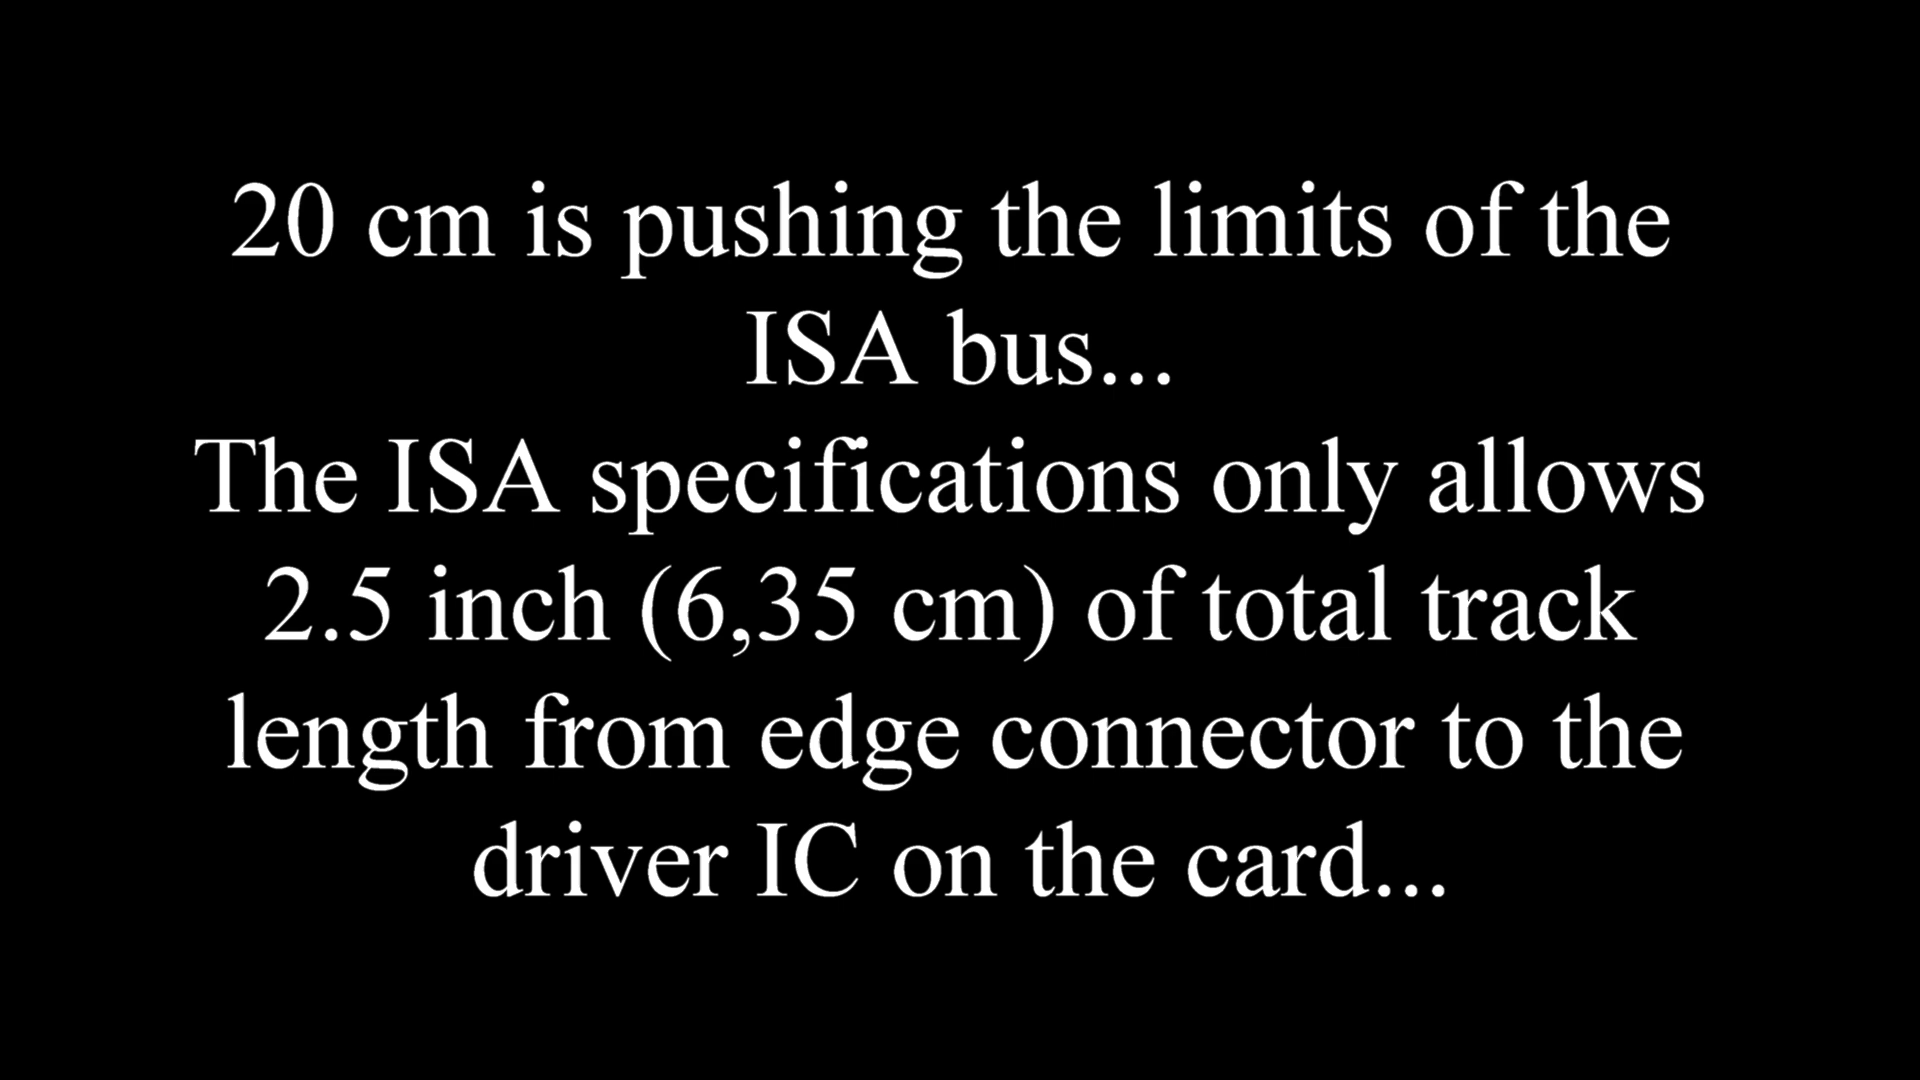 20 cm is pushing the limits of the
ISA bus...
The ISA specifications only allows
2.5 inch (6,35 cm) of total track
length from edge connector to the
driver IC on the card...